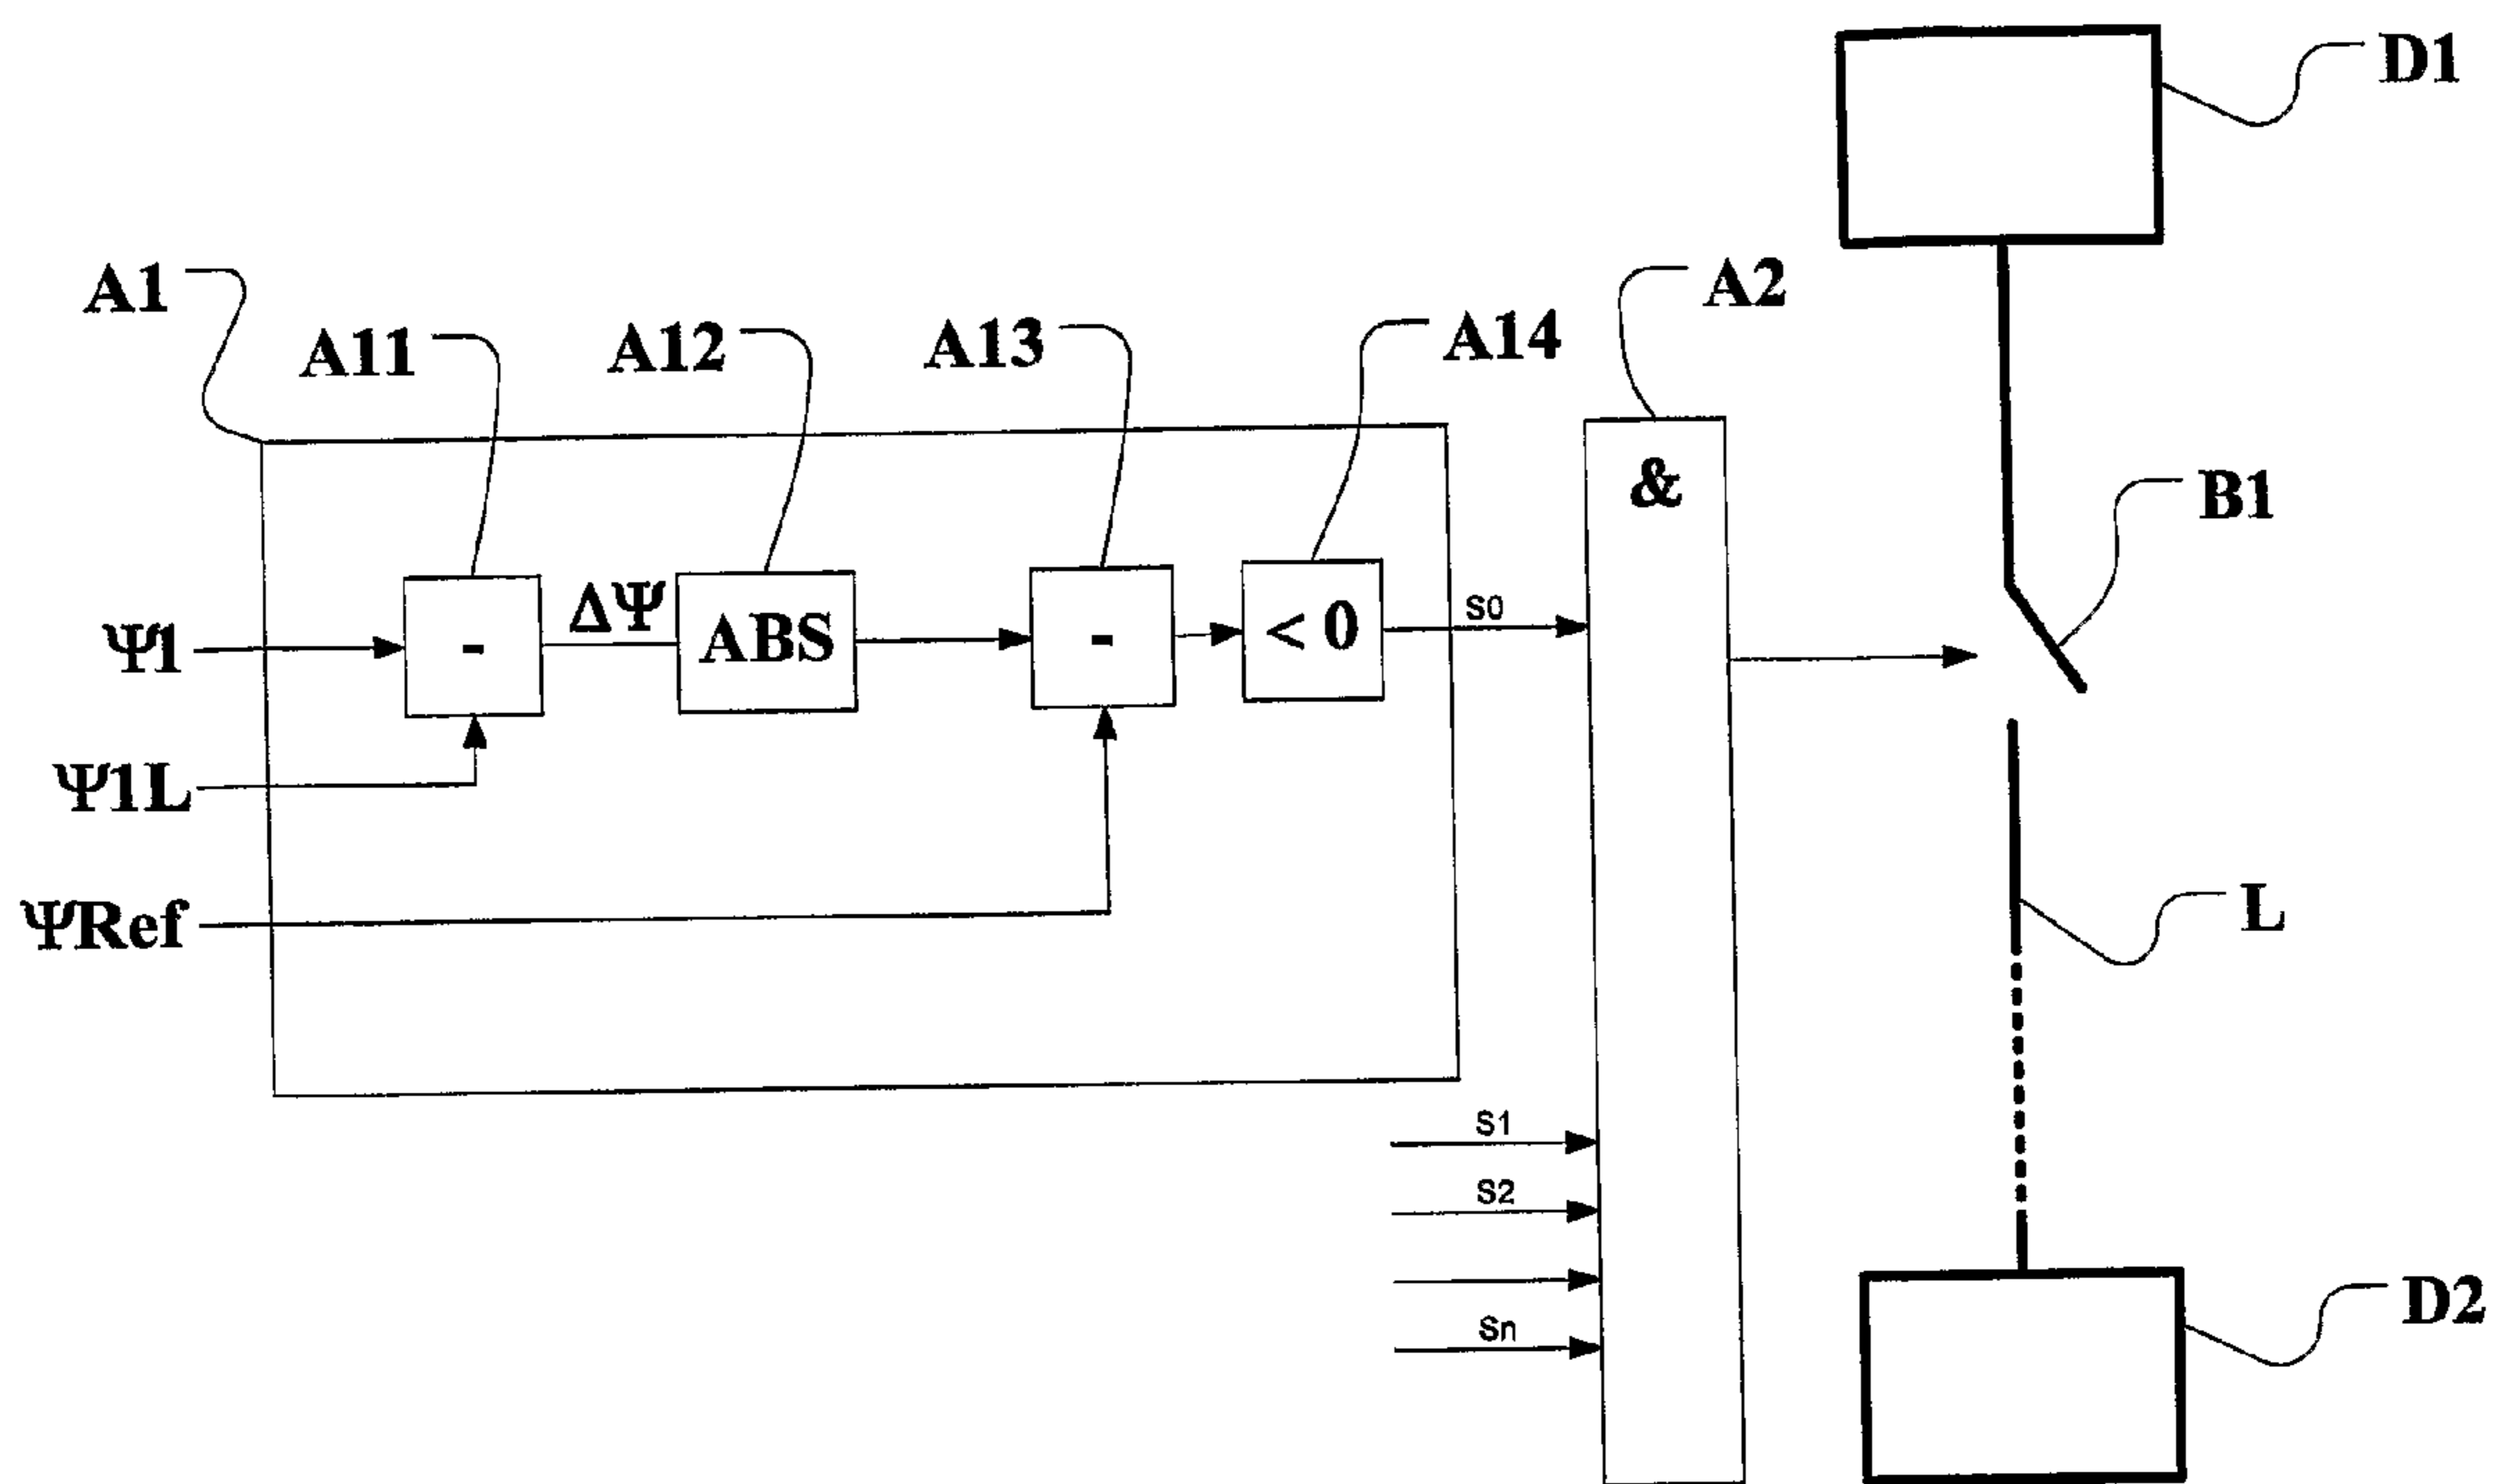 D1
A1
A2
A11
A12
A13
A14
&
B1
ΔΨ
S0
Ψ1
-
ABS
-
< 0
Ψ1L
L
ΨRef
S1
S2
Sn
D2